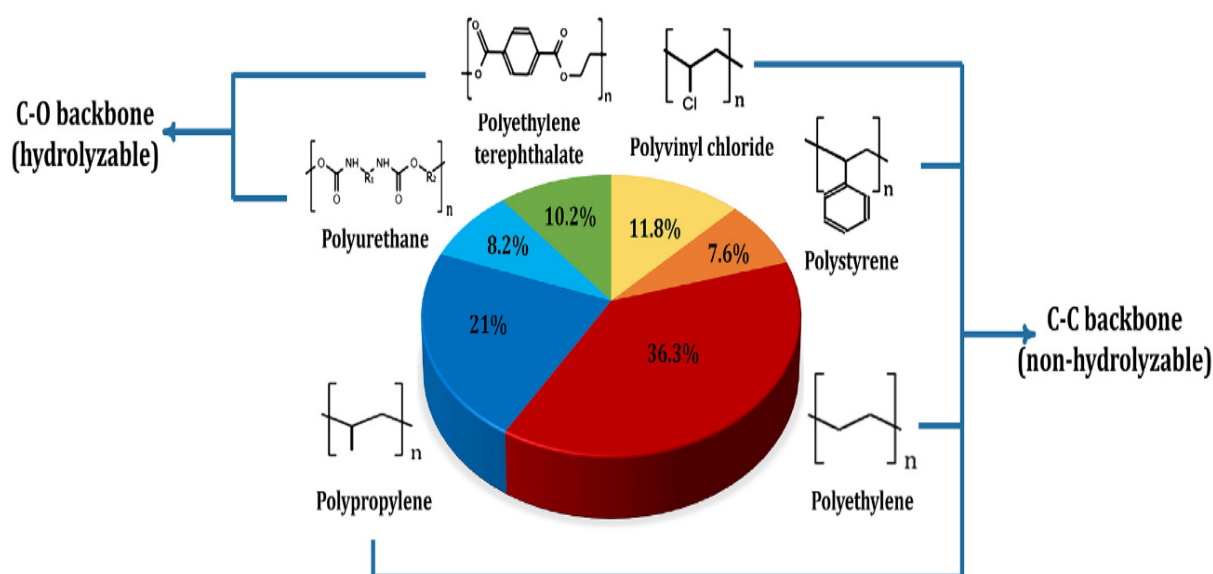 O
O
O
O
n
Polyethylene
terephthalate
Cl
n
Polyvinyl chloride
C-O backbone
(hydrolyzable)
O
NH
R₁
NH
O
R₂
O
O
n
Polyurethane
n
Polystyrene
10.2%
11.8%
8.2%
7.6%
21%
36.3%
C-C backbone
(non-hydrolyzable)
n
Polypropylene
n
Polyethylene